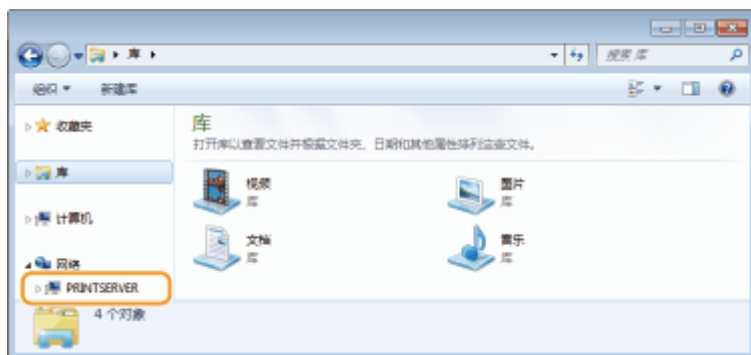 库
搜索 库
组织 新建库
收藏夹
库
计算机
网络
PRINTSERVER
库
打开库以查看文件并根据文件夹、日期和其他属性排列这些文件。
视频
库
图片
库
文档
库
音乐
库
4 个对象